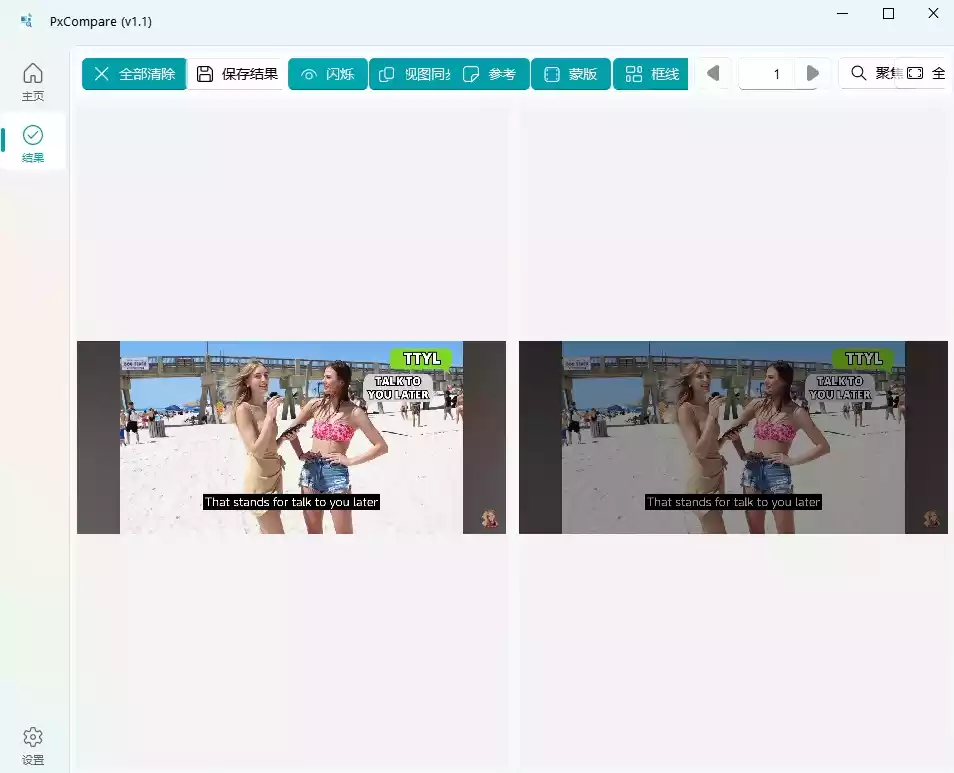 PxCompare (v1.1)
主页
结果
设置
全部清除
保存结果
闪烁
视图同
参考
蒙版
框线
1
聚焦
全
TTYL
TALK TO
YOU LATER
That stands for talk to you later
TTYL
TALK TO
YOU LATER
That stands for talk to you later